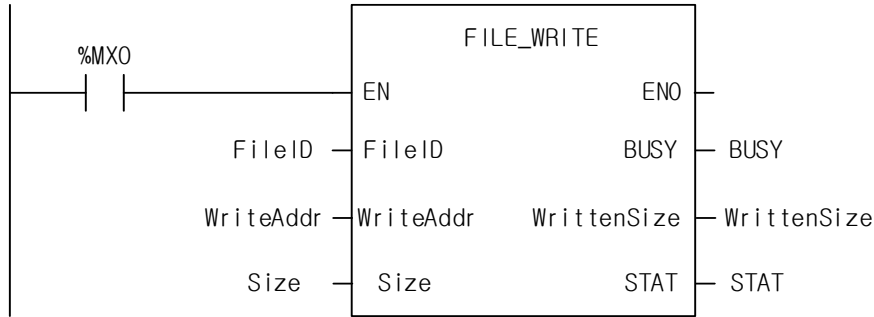 FILE_WRITE
%MX0
EN ENO
FileID FileID BUSY BUSY
WriteAddr WriteAddr WrittenSize WrittenSize
Size Size STAT STAT